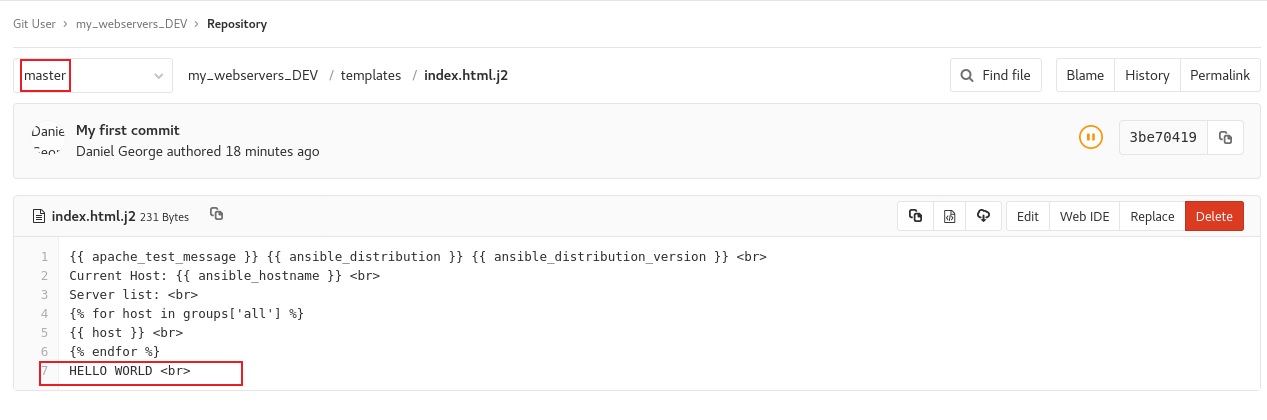 Git User > my_webservers_DEV > Repository
master my_webservers_DEV / templates / index.html.j2 Find file Blame History Permalink
Danie My first commit 3be70419
Daniel George authored 18 minutes ago
index.html.j2 231 Bytes Edit Web IDE Replace Delete
1 {{ apache_test_message }} {{ ansible_distribution }} {{ ansible_distribution_version }} <br>
2 Current Host: {{ ansible_hostname }} <br>
3 Server list: <br>
4 {% for host in groups['all'] %}
5 {{ host }} <br>
6 {% endfor %}
7 HELLO WORLD <br>